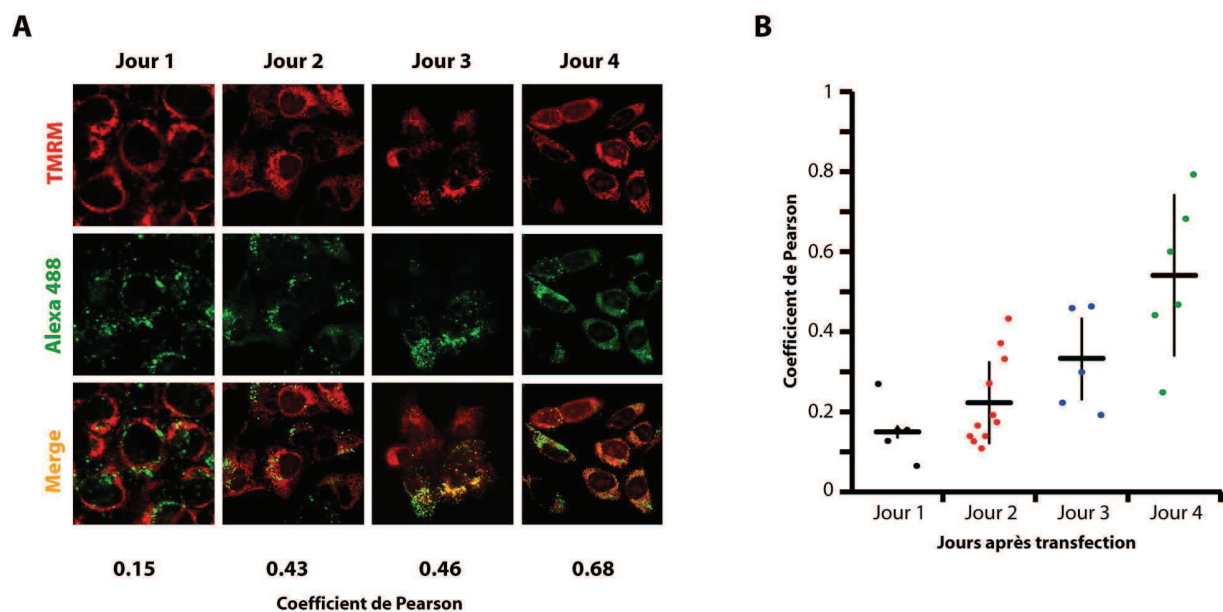 A
Jour 1 Jour 2 Jour 3 Jour 4
TMRM
Alexa 488
Merge
0.15 0.43 0.46 0.68
Coefficient de Pearson
B
Coefficicent de Pearson
1
0.8
0.6
0.4
0.2
0
Jour 1 Jour 2 Jour 3 Jour 4
Jours après transfection